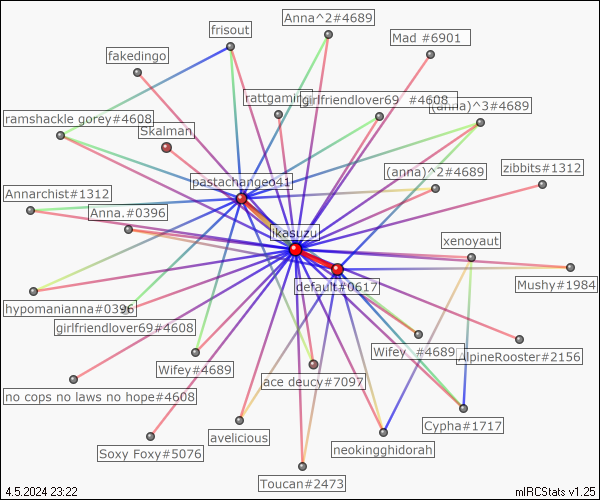 Anna^2#4689
frisout
Mad #6901
fakedingo
rattgaming
girlfriendlover69 #4608
(anna)^3#4689
ramshackle gorey#4608
Skalman
pastachangeo41
(anna)^2#4689
zibbits#1312
Annarchist#1312
Anna.#0396
ikasuzu
xenoyaut
default#0617
Mushy#1984
hypomanianna#0396
girlfriendlover69#4608
Wifey #4689
AlpineRooster#2156
Wifey#4689
ace deucy#7097
no cops no laws no hope#4608
Cypha#1717
avelicious
neokingghidorah
Soxy Foxy#5076
Toucan#2473
4.5.2024 23:22
mIRCStats v1.25